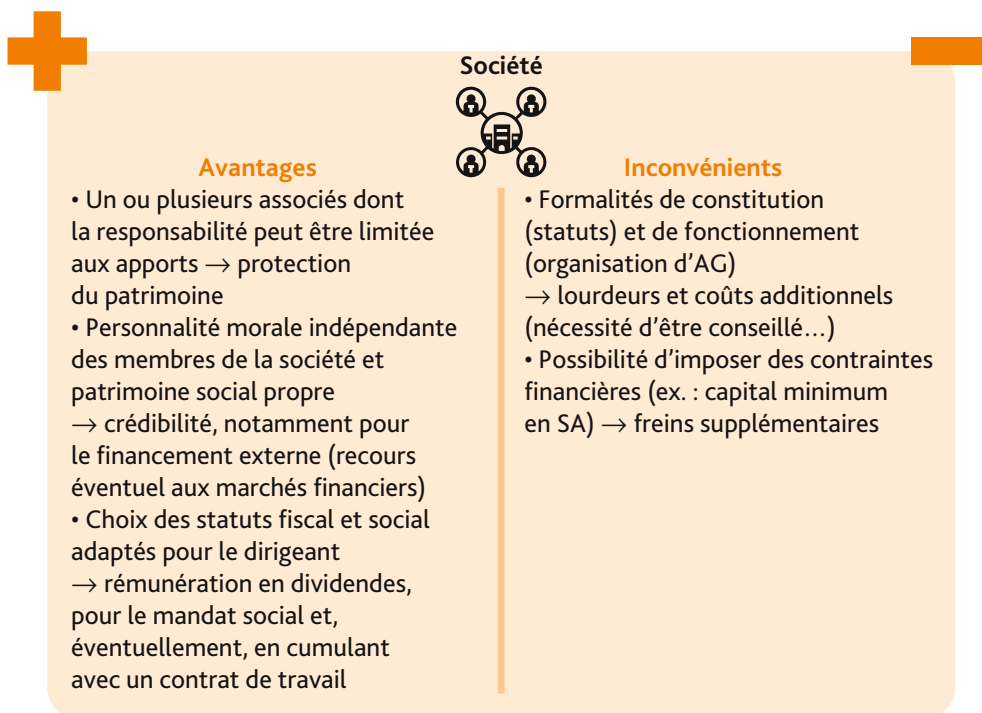 Société
Avantages
• Un ou plusieurs associés dont
la responsabilité peut être limitée
aux apports → protection
du patrimoine
• Personnalité morale indépendante
des membres de la société et
patrimoine social propre
→ crédibilité, notamment pour
le financement externe (recours
éventuel aux marchés financiers)
• Choix des statuts fiscal et social
adaptés pour le dirigeant
→ rémunération en dividendes,
pour le mandat social et,
éventuellement, en cumulant
avec un contrat de travail
Inconvénients
• Formalités de constitution
(statuts) et de fonctionnement
(organisation d’AG)
→ lourdeurs et coûts additionnels
(nécessité d’être conseillé…)
• Possibilité d’imposer des contraintes
financières (ex. : capital minimum
en SA) → freins supplémentaires